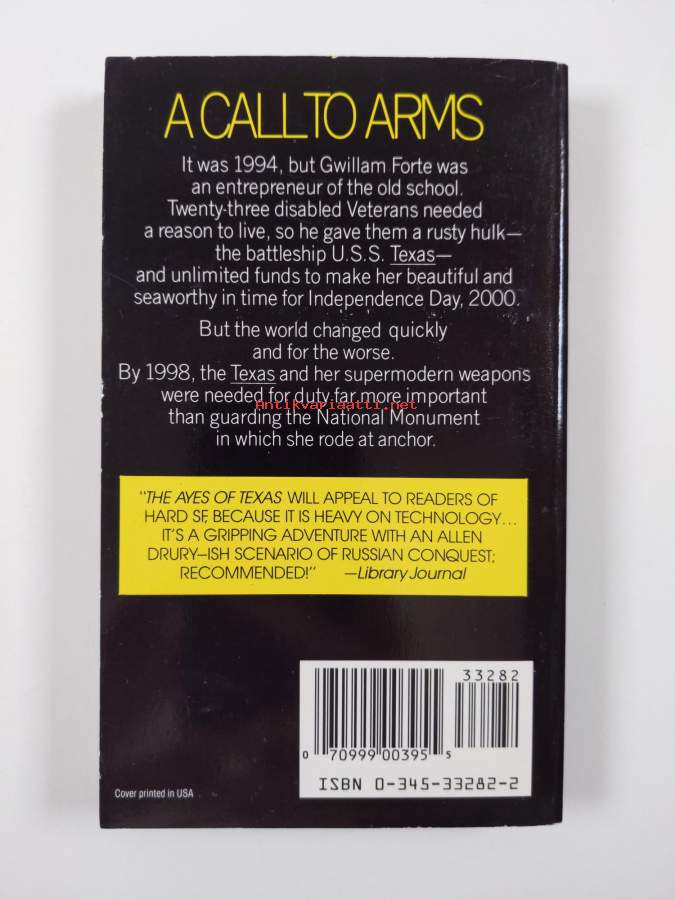 A CALL TO ARMS
It was 1994, but Gwillam Forte was
an entrepreneur of the old school.
Twenty-three disabled Veterans needed
a reason to live, so he gave them a rusty hulk—
the battleship U.S.S. Texas—
and unlimited funds to make her beautiful and
seaworthy in time for Independence Day, 2000.
But the world changed quickly
and for the worse.
By 1998, the Texas and her supermodern weapons
were needed for duty far more important
Antikvariaatti.net
than guarding the National Monument
in which she rode at anchor.
"THE AYES OF TEXAS WILL APPEAL TO READERS OF
HARD SF, BECAUSE IT IS HEAVY ON TECHNOLOGY...
IT'S A GRIPPING ADVENTURE WITH AN ALLEN
DRURY–ISH SCENARIO OF RUSSIAN CONQUEST;
RECOMMENDED!" —Library Journal
33282
0 70999 00395 5
ISBN 0-345-33282-2
Cover printed in USA